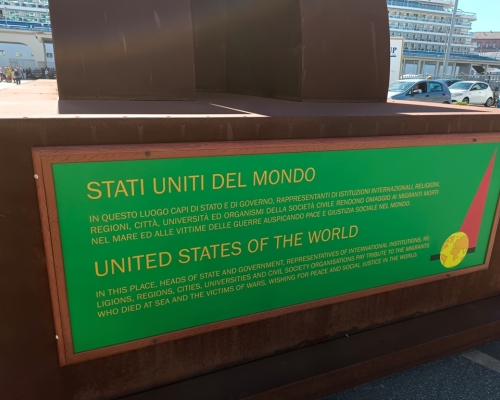 STATI UNITI DEL MONDO
IN QUESTO LUOGO CAPI DI STATO E DI GOVERNO, RAPPRESENTANTI DI ISTITUZIONI INTERNAZIONALI, RELIGIONI,
REGIONI, CITTÀ, UNIVERSITÀ ED ORGANISMI DELLA SOCIETÀ CIVILE RENDONO OMAGGIO AI MIGRANTI MORTI
NEL MARE ED ALLE VITTIME DELLE GUERRE AUSPICANDO PACE E GIUSTIZIA SOCIALE NEL MONDO.
UNITED STATES OF THE WORLD
IN THIS PLACE, HEADS OF STATE AND GOVERNMENT, REPRESENTATIVES OF INTERNATIONAL INSTITUTIONS, RE-
LIGIONS, REGIONS, CITIES, UNIVERSITIES AND CIVIL SOCIETY ORGANISATIONS PAY TRIBUTE TO THE MIGRANTS
WHO DIED AT SEA AND THE VICTIMS OF WARS, WISHING FOR PEACE AND SOCIAL JUSTICE IN THE WORLD.